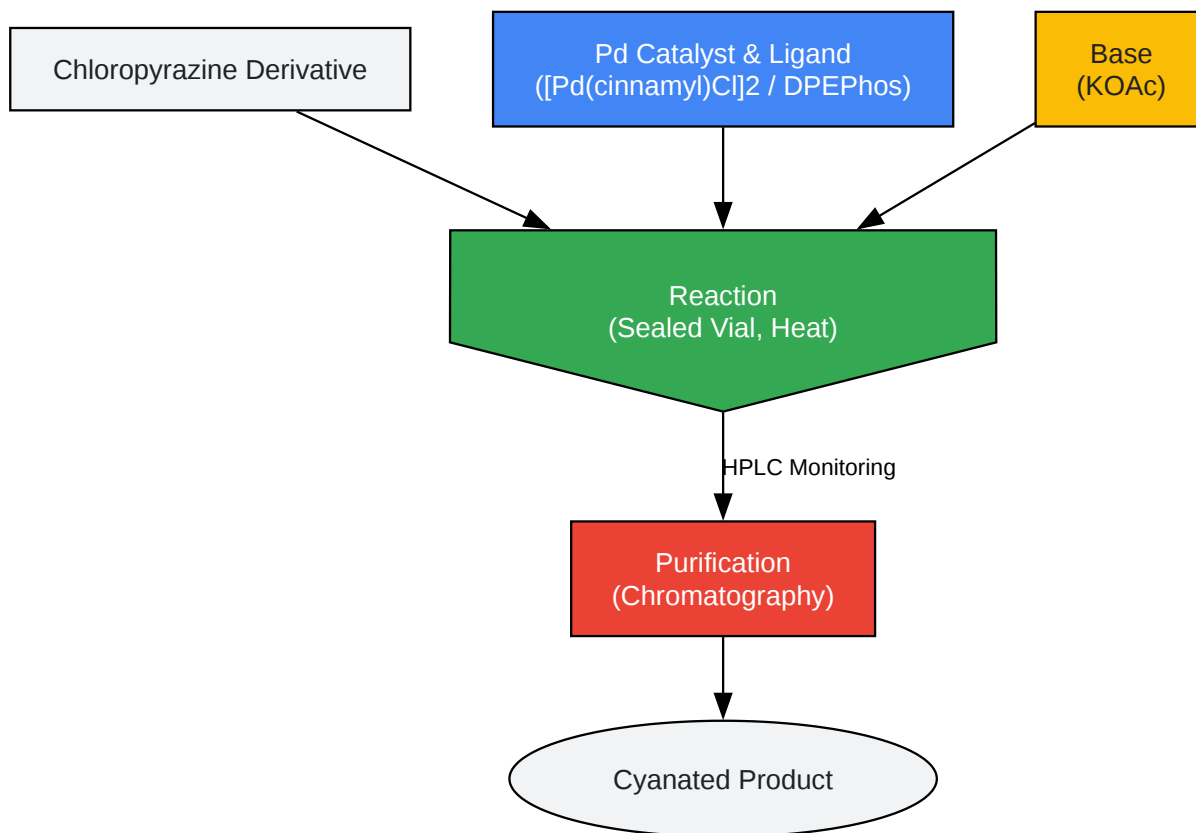 Chloropyrazine Derivative
Pd Catalyst & Ligand
([Pd(cinnamyl)Cl]2 / DPEPhos)
Base
(KOAc)
Reaction
(Sealed Vial, Heat)
HPLC Monitoring
Purification
(Chromatography)
Cyanated Product